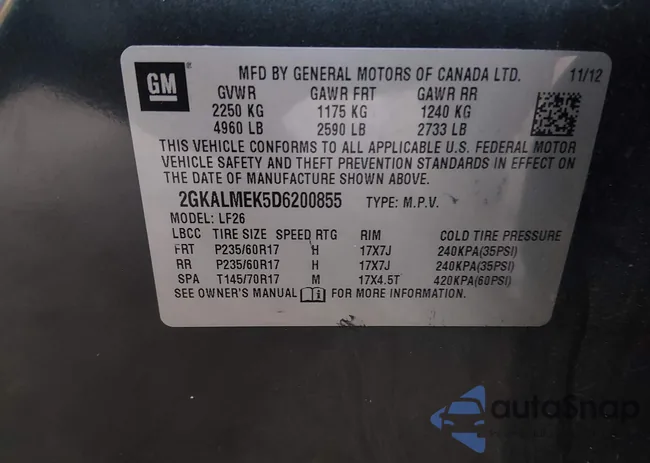 GM
MFD BY GENERAL MOTORS OF CANADA LTD. 11/12
GVWR GAWR FRT GAWR RR
2250 KG 1175 KG 1240 KG
4960 LB 2590 LB 2733 LB
THIS VEHICLE CONFORMS TO ALL APPLICABLE U.S. FEDERAL MOTOR
VEHICLE SAFETY AND THEFT PREVENTION STANDARDS IN EFFECT ON
THE DATE OF MANUFACTURE SHOWN ABOVE.
2GKALMEK5D6200855 TYPE: M.P.V.
MODEL: LF26
LBCC TIRE SIZE SPEED RTG RIM COLD TIRE PRESSURE
FRT P235/60R17 H 17X7J 240KPA(35PSI)
RR P235/60R17 H 17X7J 240KPA(35PSI)
SPA T145/70R17 M 17X4.5T 420KPA(60PSI)
SEE OWNER'S MANUAL FOR MORE INFORMATION.
autoSnap